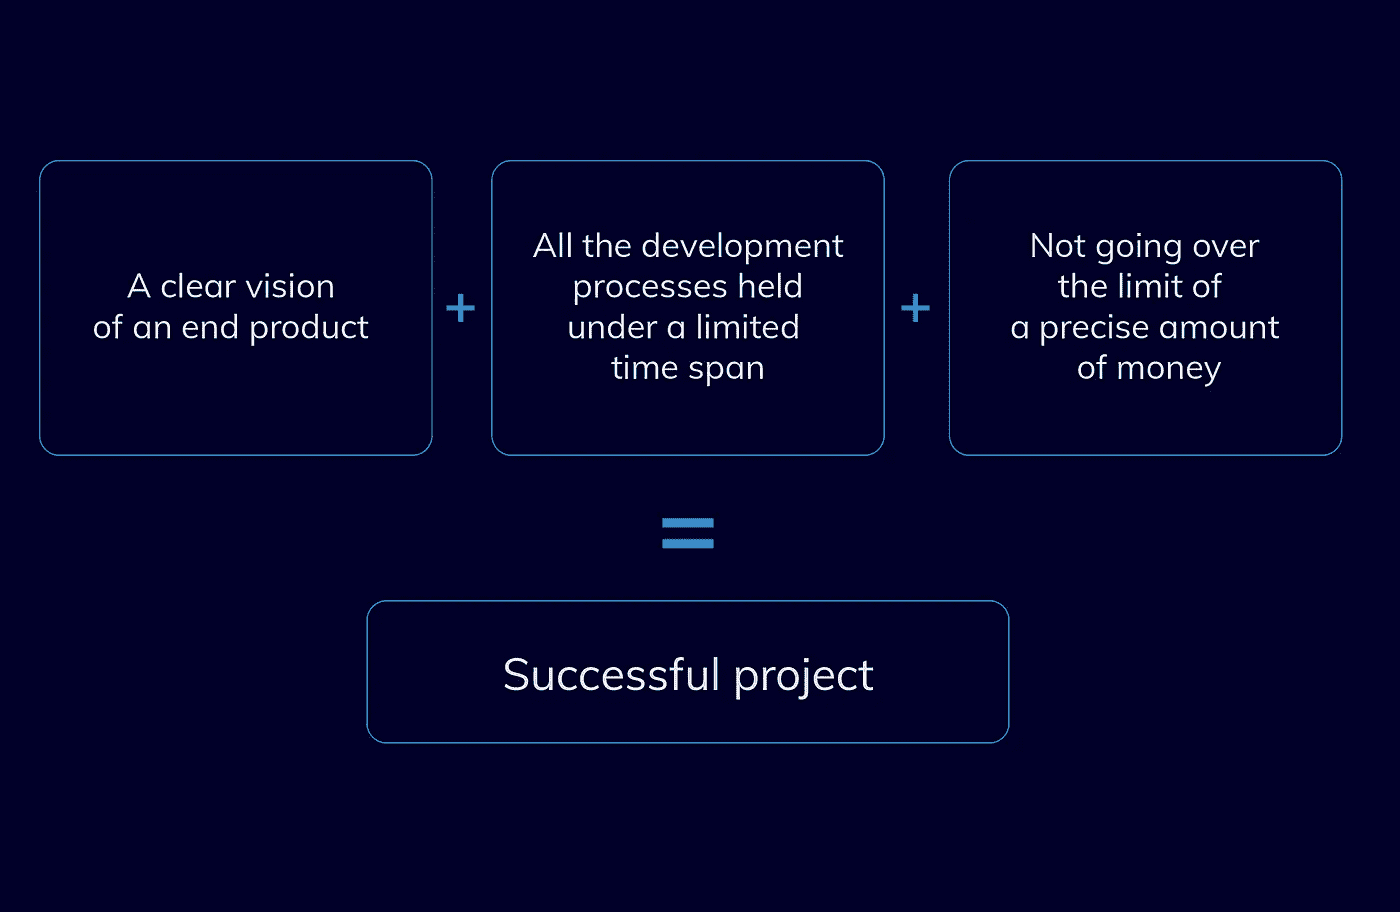 A clear vision
of an end product
+
All the development
processes held
under a limited
time span
+
Not going over
the limit of
a precise amount
of money
=
Successful project